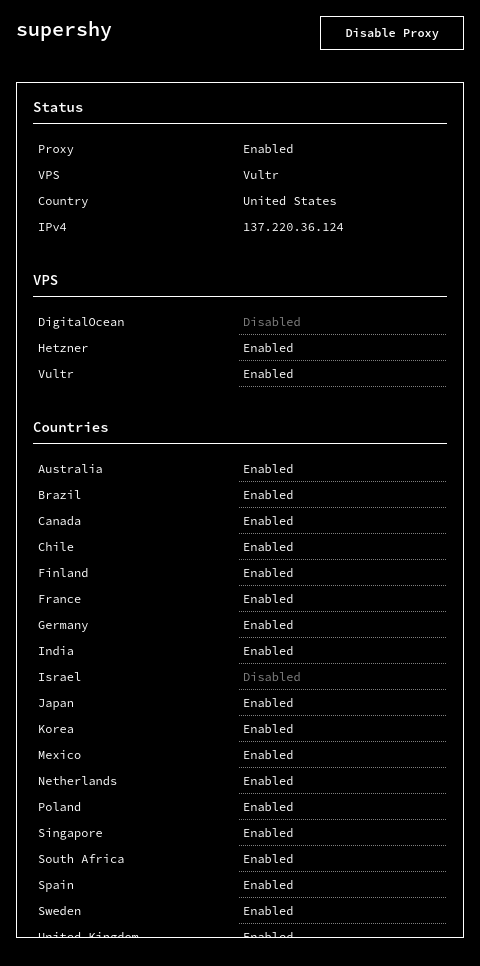 supershy
Disable Proxy
Status
Proxy Enabled
VPS Vultr
Country United States
IPv4 137.220.36.124
VPS
DigitalOcean Disabled
Hetzner Enabled
Vultr Enabled
Countries
Australia Enabled
Brazil Enabled
Canada Enabled
Chile Enabled
Finland Enabled
France Enabled
Germany Enabled
India Enabled
Israel Disabled
Japan Enabled
Korea Enabled
Mexico Enabled
Netherlands Enabled
Poland Enabled
Singapore Enabled
South Africa Enabled
Spain Enabled
Sweden Enabled
United Kingdom Enabled